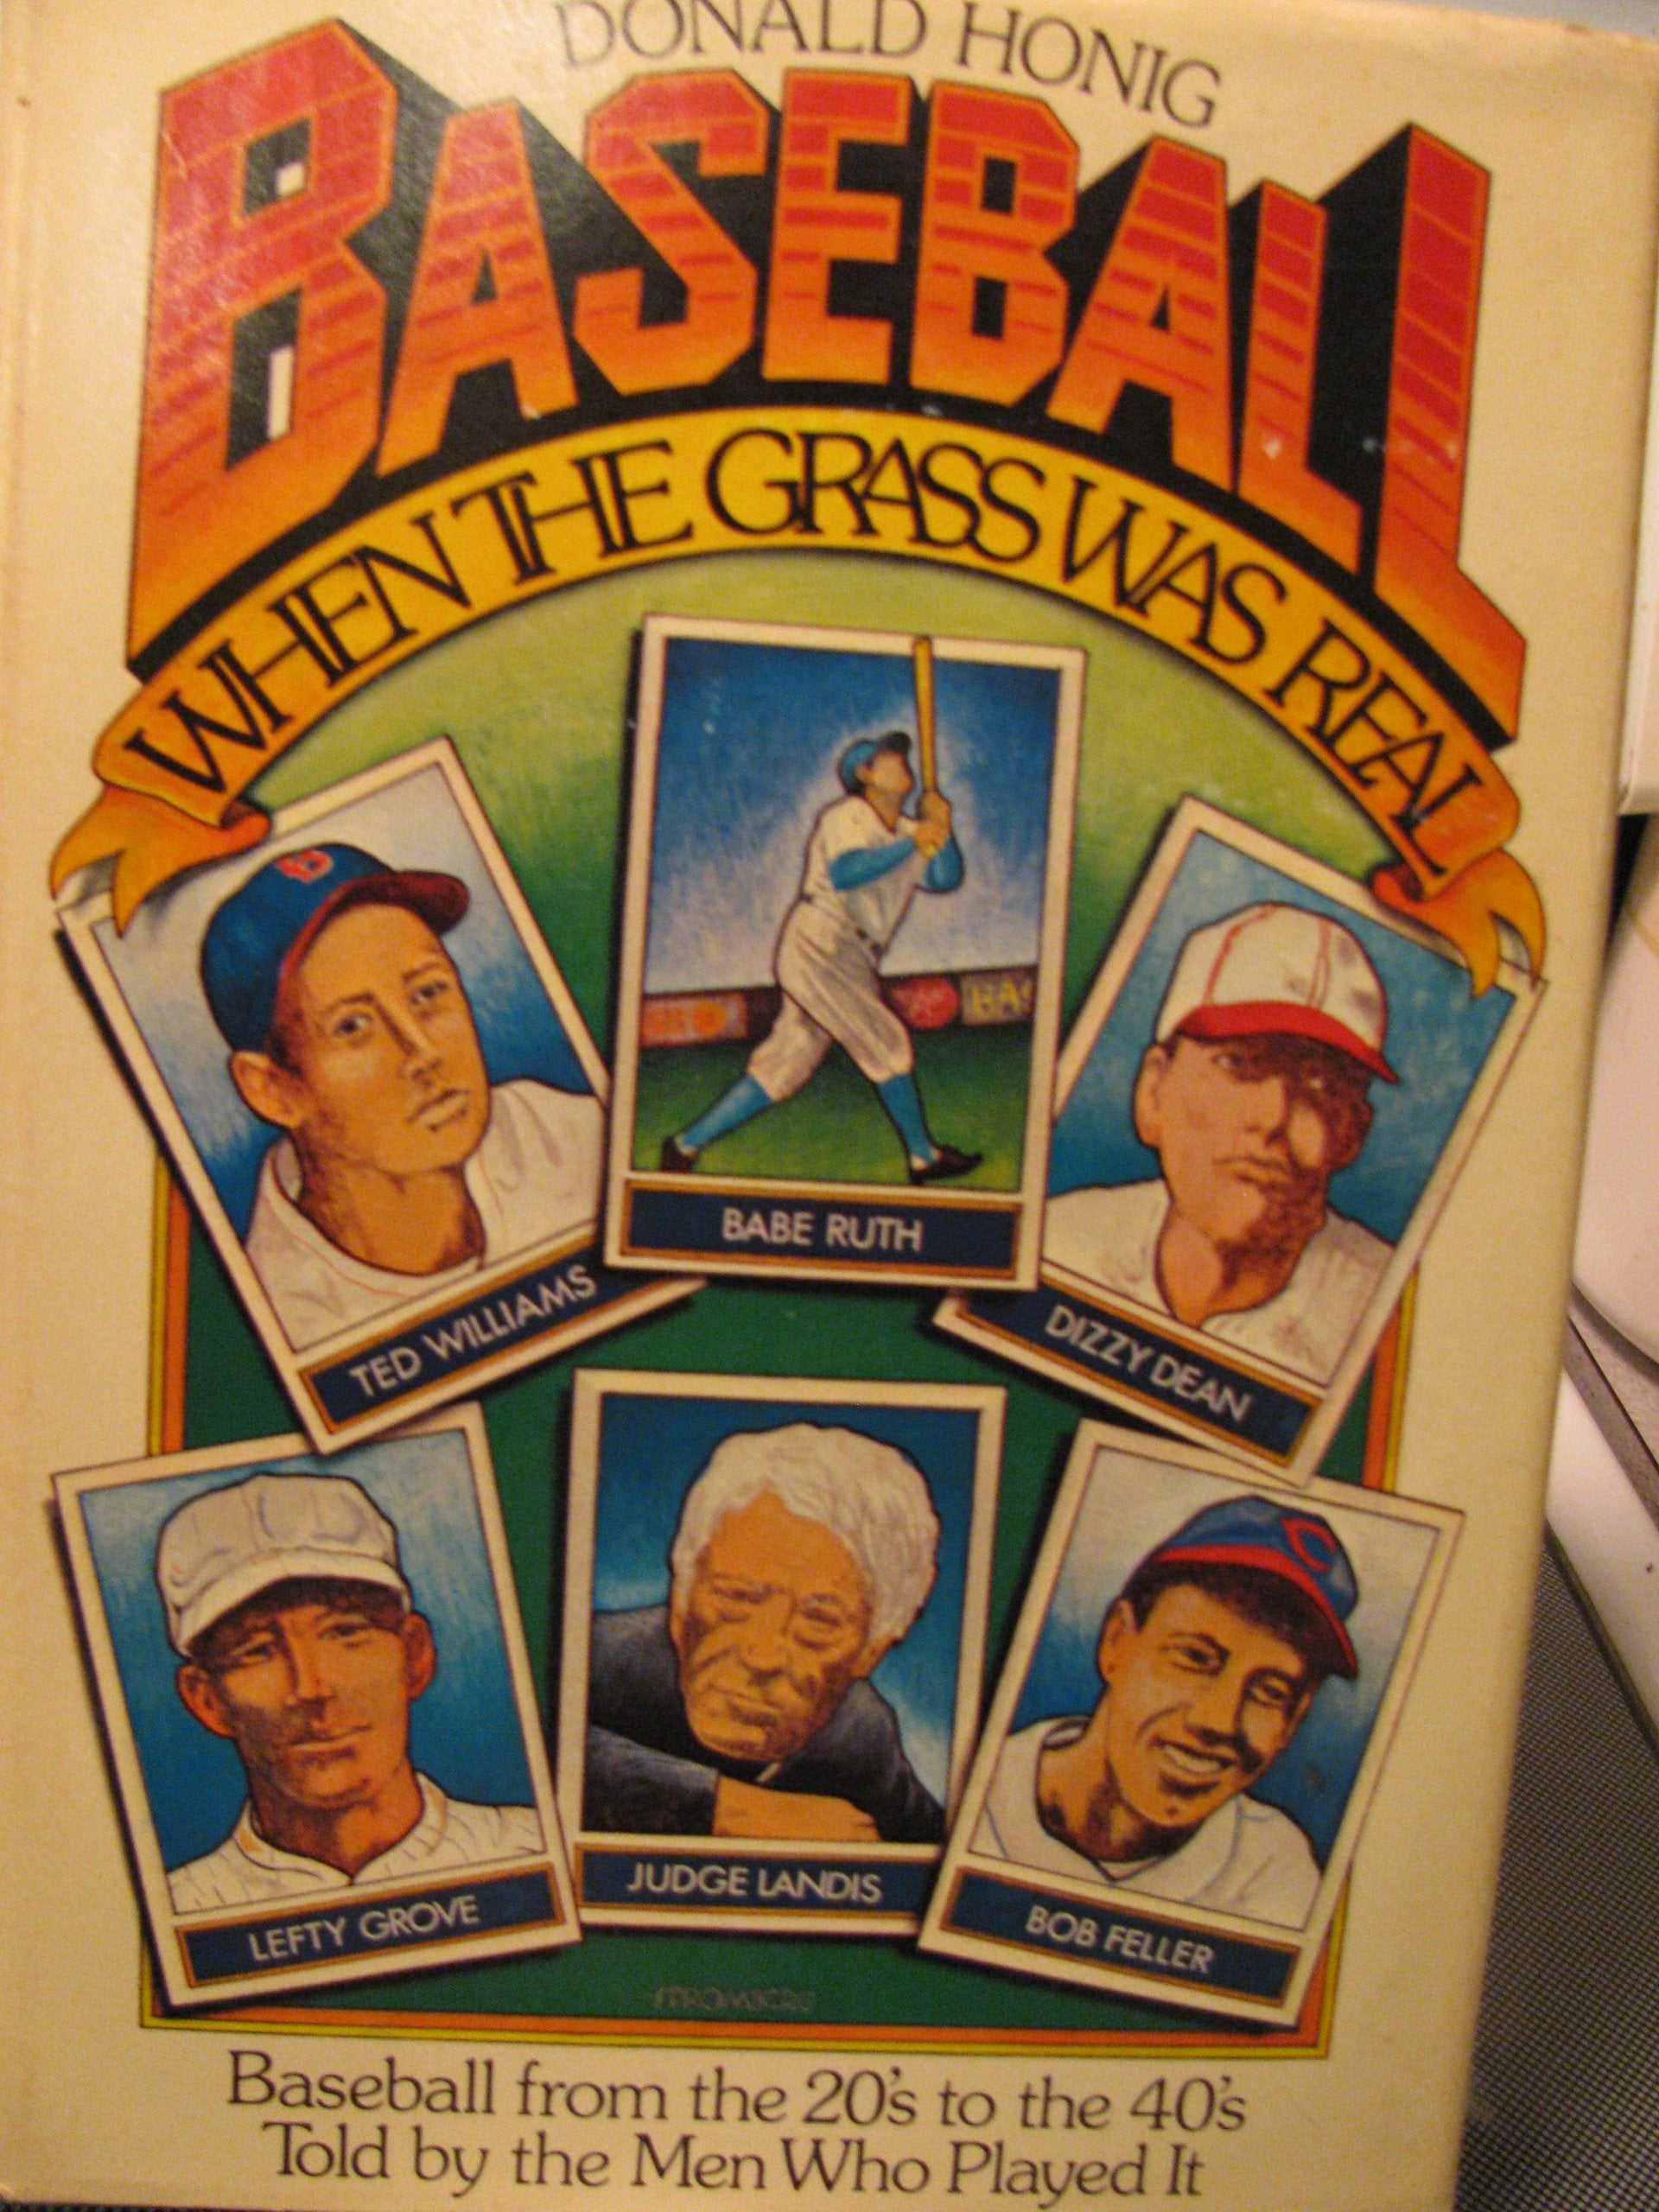 DONALD HONIG
BASEBALL
WHEN THE GRASS WAS REAL
B
BA
TED WILLIAMS
BABE RUTH
DIZZY DEAN
C
LEFTY GROVE
JUDGE LANDIS
BOB FELLER
Baseball from the 20's to the 40's
Told by the Men Who Played It